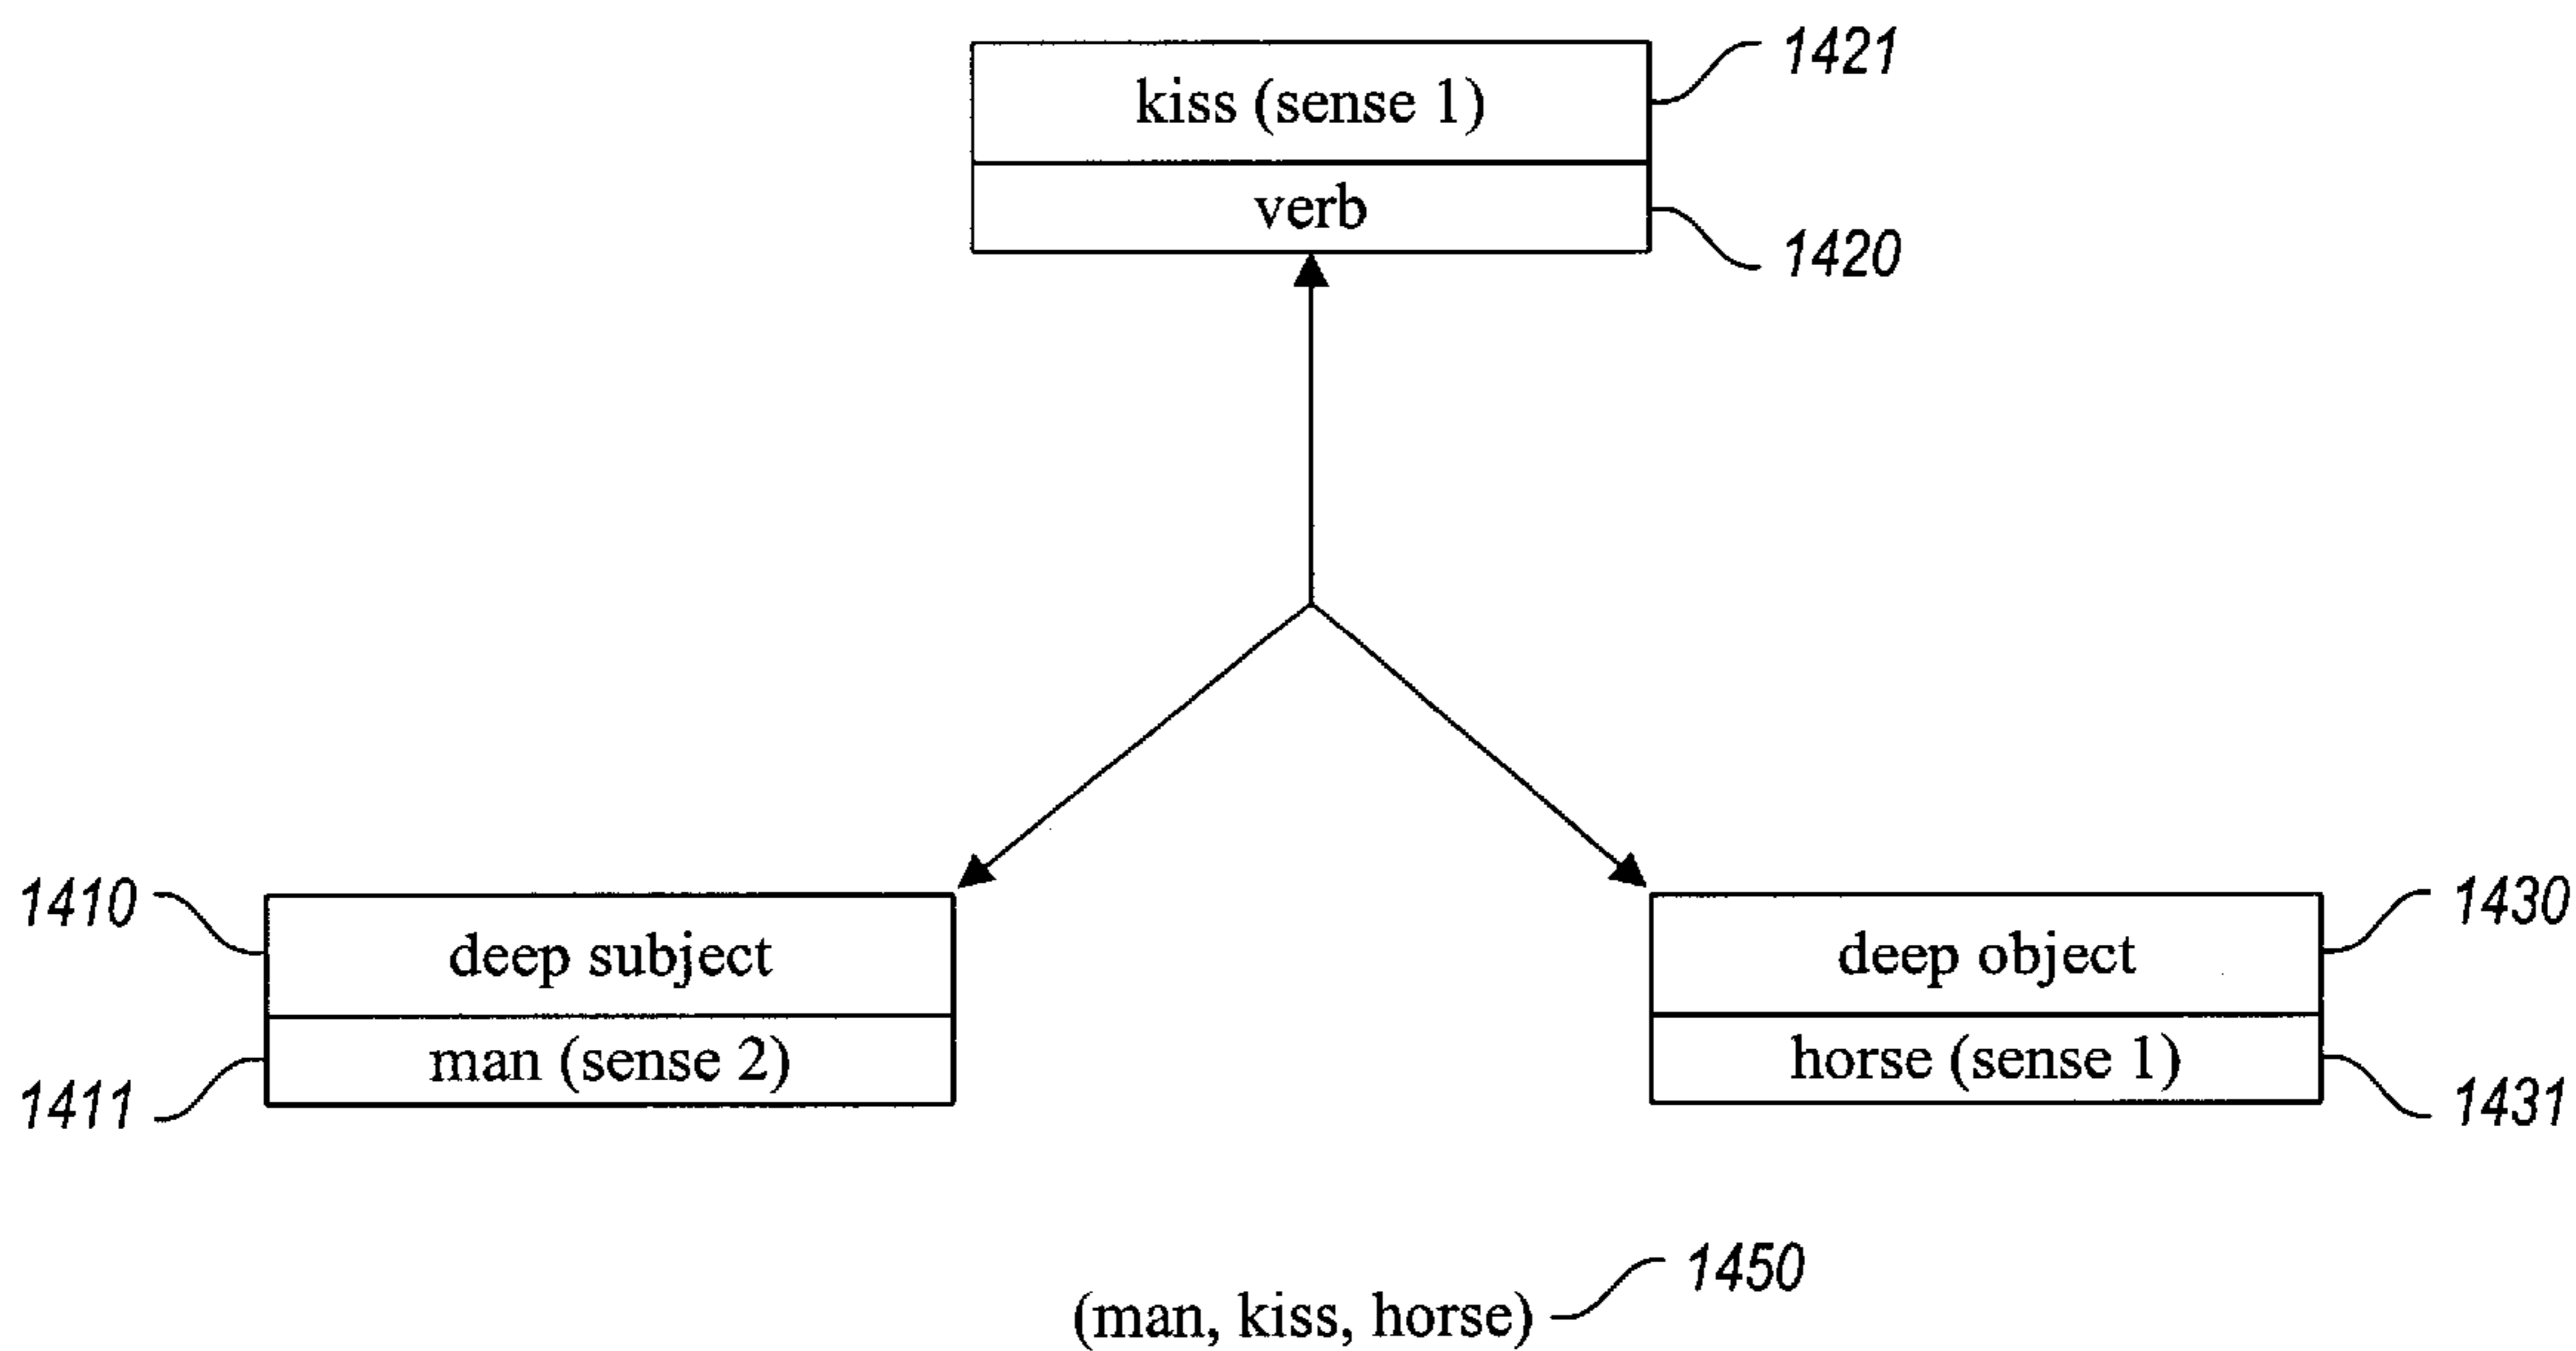 kiss (sense 1)
1421
verb
1420
1410
deep subject
1411
man (sense 2)
deep object
1430
horse (sense 1)
1431
(man, kiss, horse)
1450